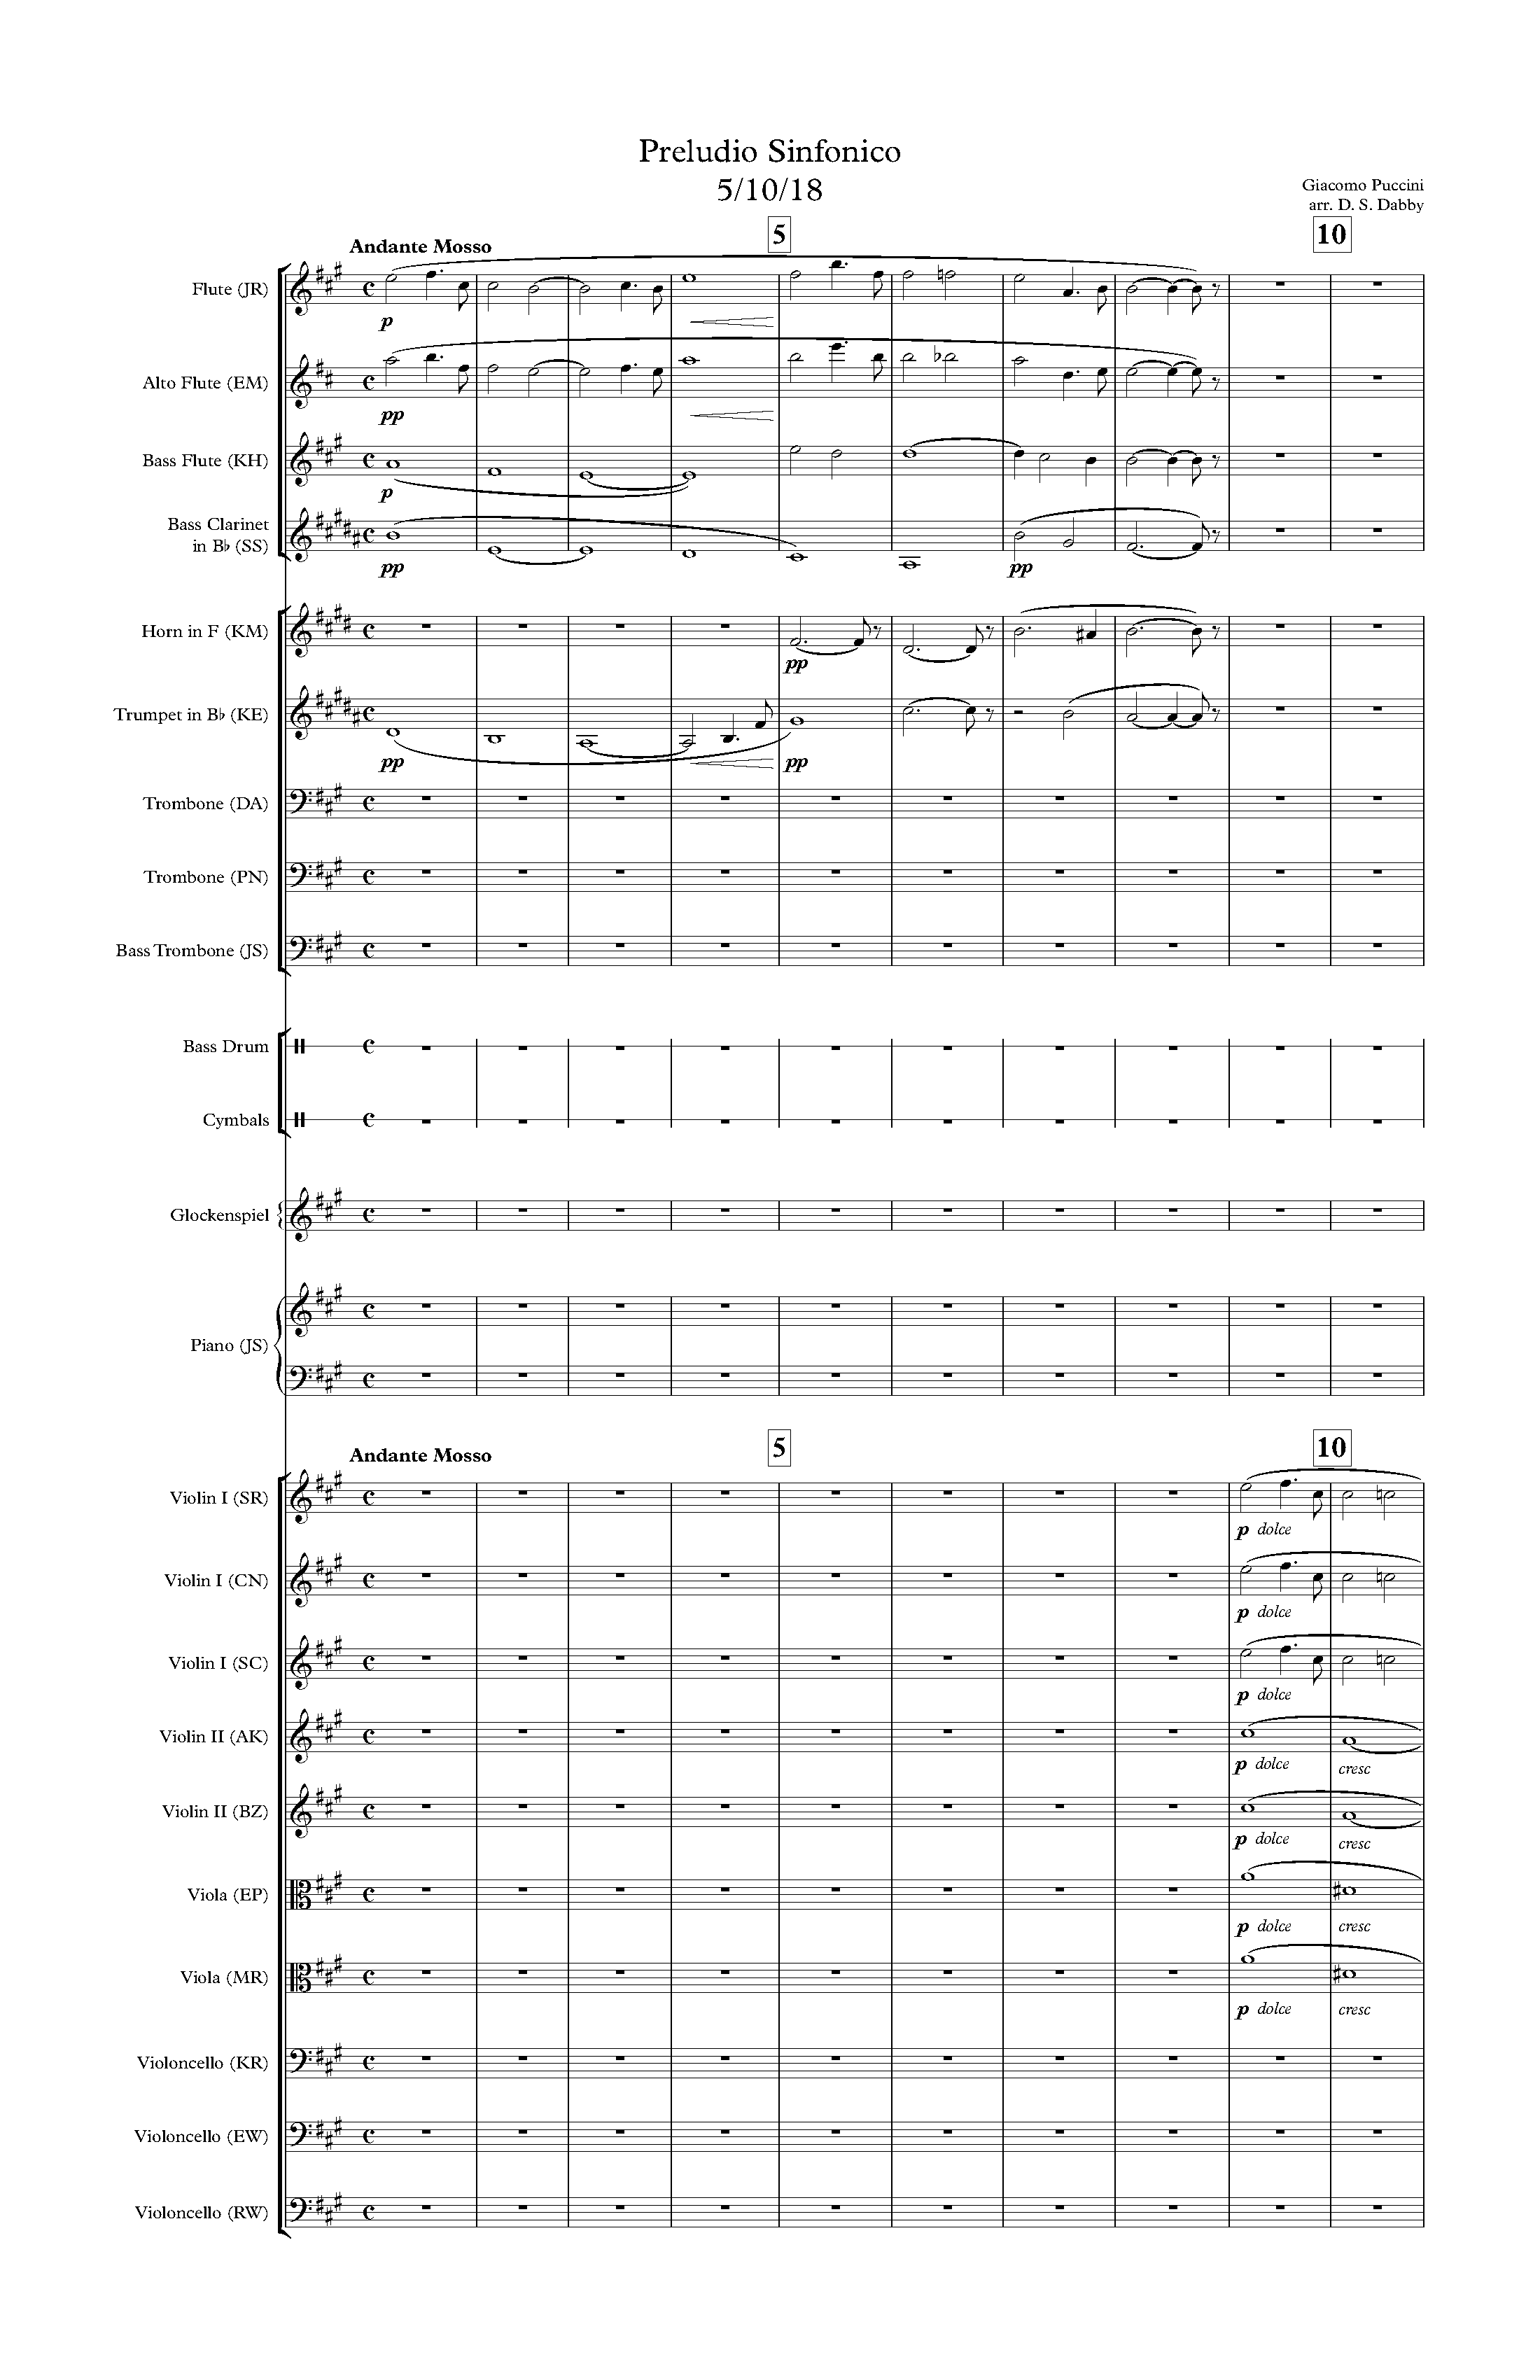 Preludio Sinfonico
5/10/18
Giacomo Puccini
arr. D. S. Dabby
5
10
Andante Mosso
Flute (JR)
p
Alto Flute (EM)
pp
Bass Flute (KH)
p
Bass Clarinet
in B♭ (SS)
pp
pp
Horn in F (KM)
pp
Trumpet in B♭ (KE)
pp
pp
Trombone (DA)
Trombone (PN)
Bass Trombone (JS)
Bass Drum
Cymbals
Glockenspiel
Piano (JS)
5
10
Andante Mosso
Violin I (SR)
p dolce
Violin I (CN)
p dolce
Violin I (SC)
p dolce
Violin II (AK)
p dolce
cresc
Violin II (BZ)
p dolce
cresc
Viola (EP)
p dolce
cresc
Viola (MR)
p dolce
cresc
Violoncello (KR)
Violoncello (EW)
Violoncello (RW)